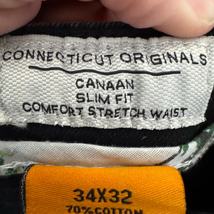 CONNECTICUT ORIGINALS
CANAAN
SLIM FIT
COMFORT STRETCH WAIST
34X32
70% COTTON